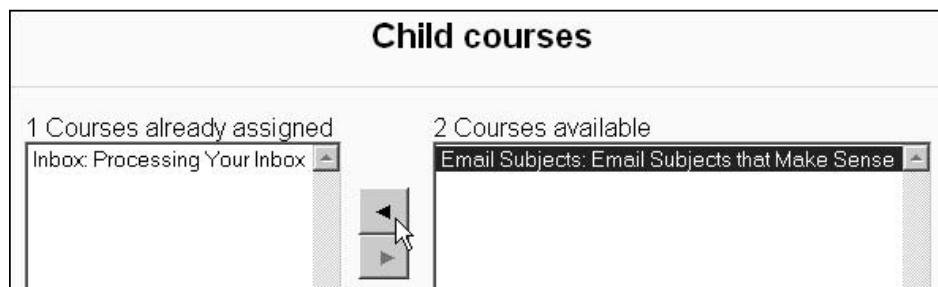 Child courses
1 Courses already assigned
2 Courses available
Inbox: Processing Your Inbox
Email Subjects: Email Subjects that Make Sense